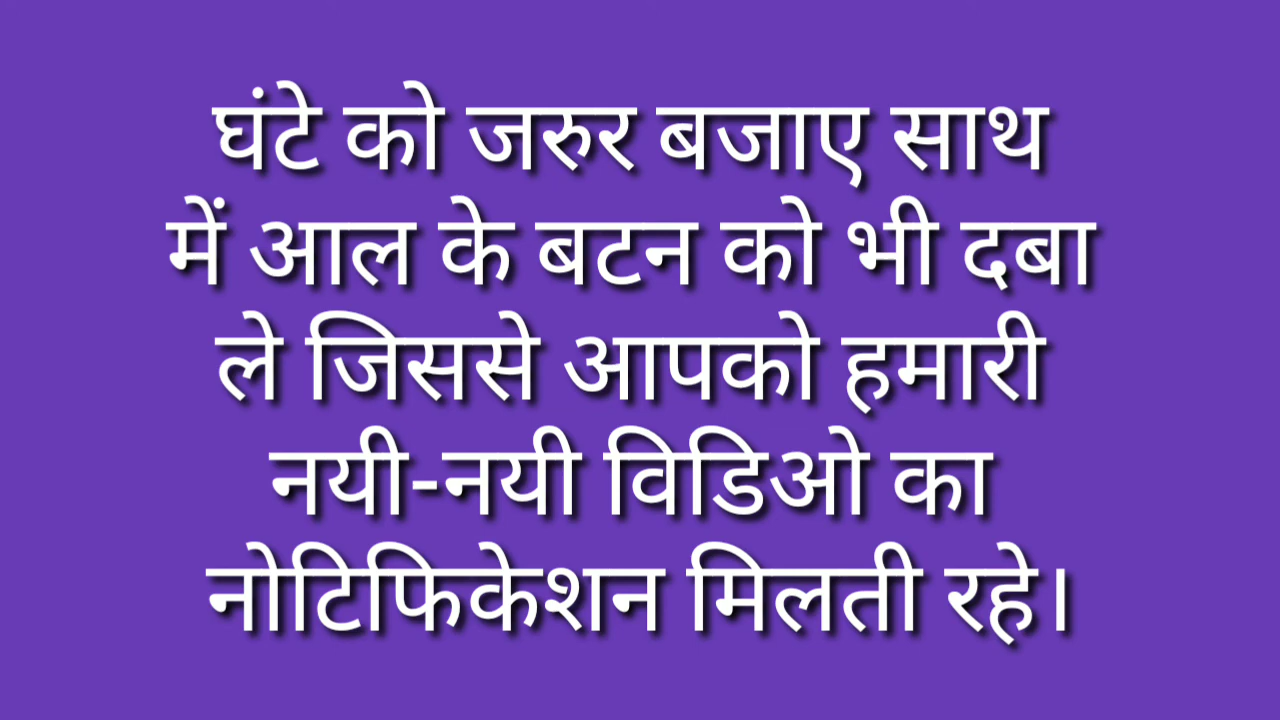 घंटे को जरुर बजाए साथ
में आल के बटन को भी दबा
ले जिससे आपको हमारी
नयी-नयी विडिओ का
नोटिफिकेशन मिलती रहे।